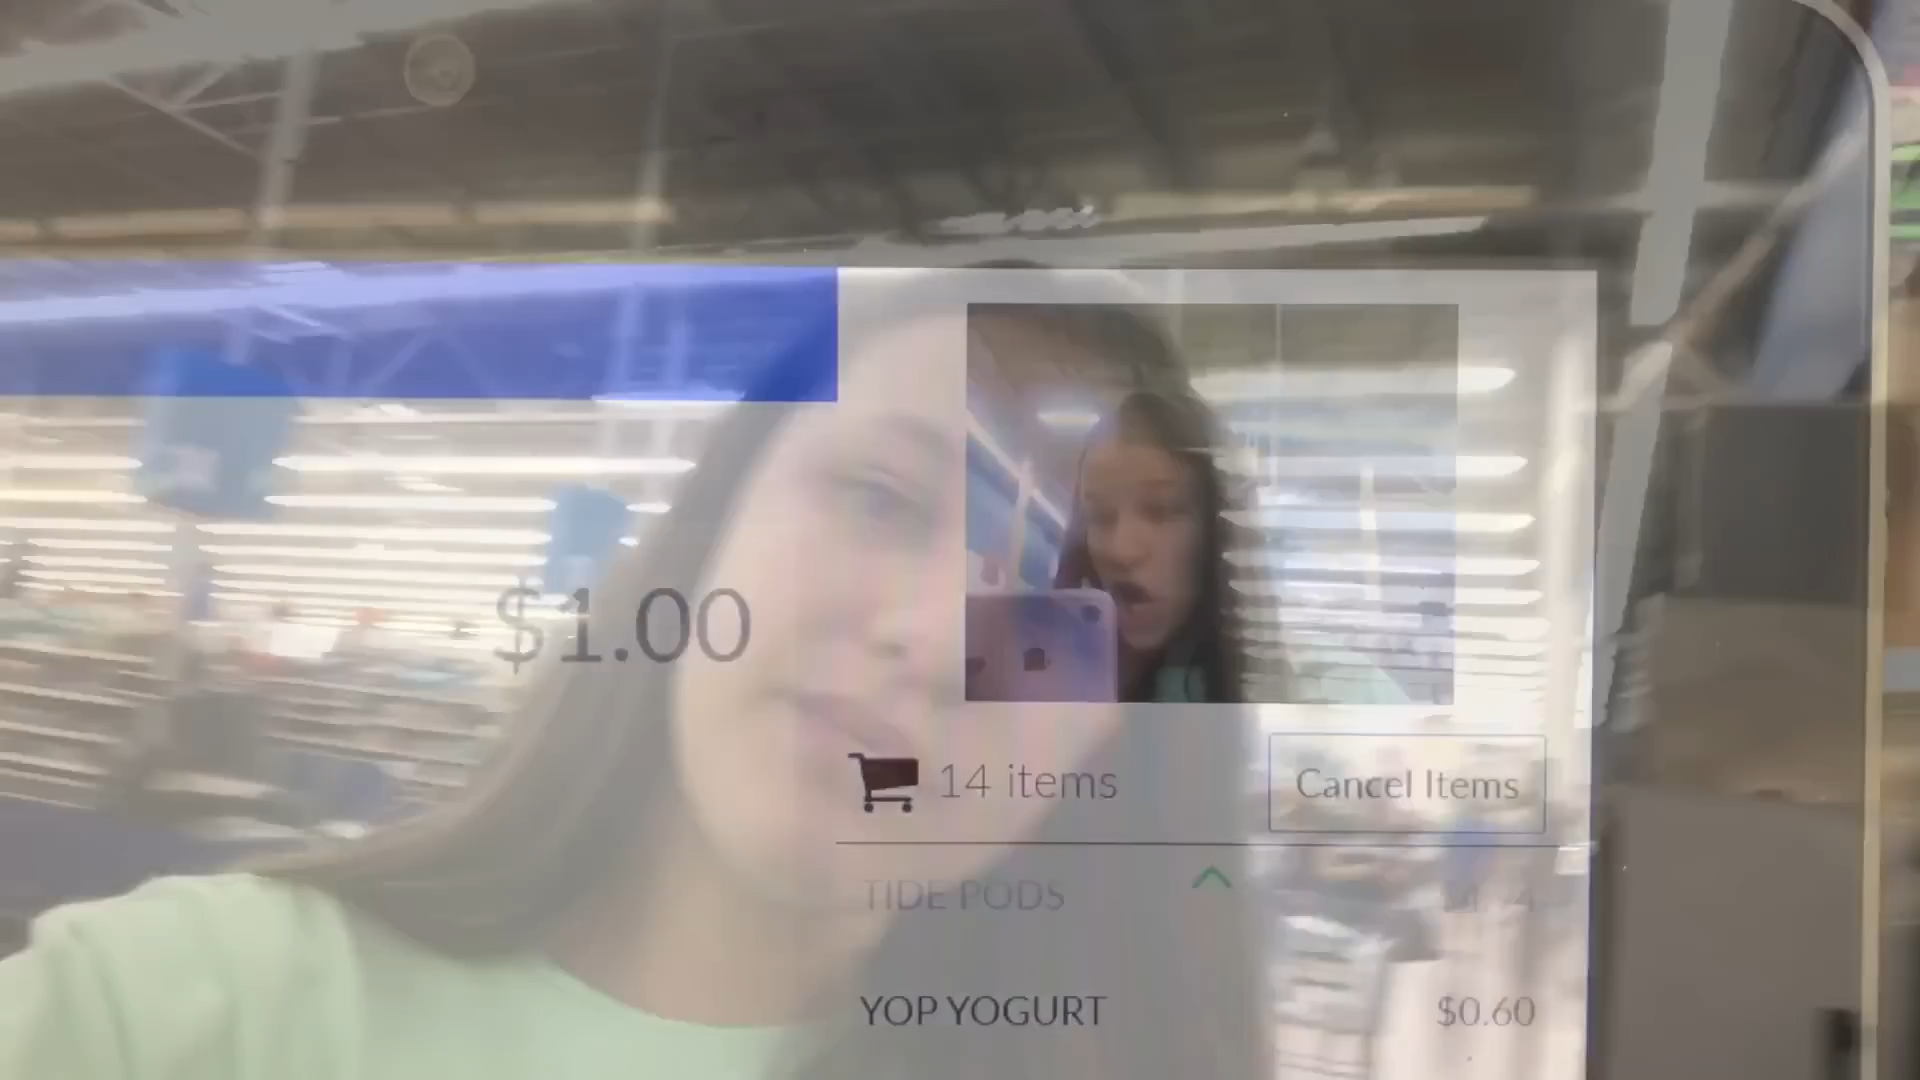 $1.00
14 items
Cancel Items
TIDE PODS
YOP YOGURT $0.60